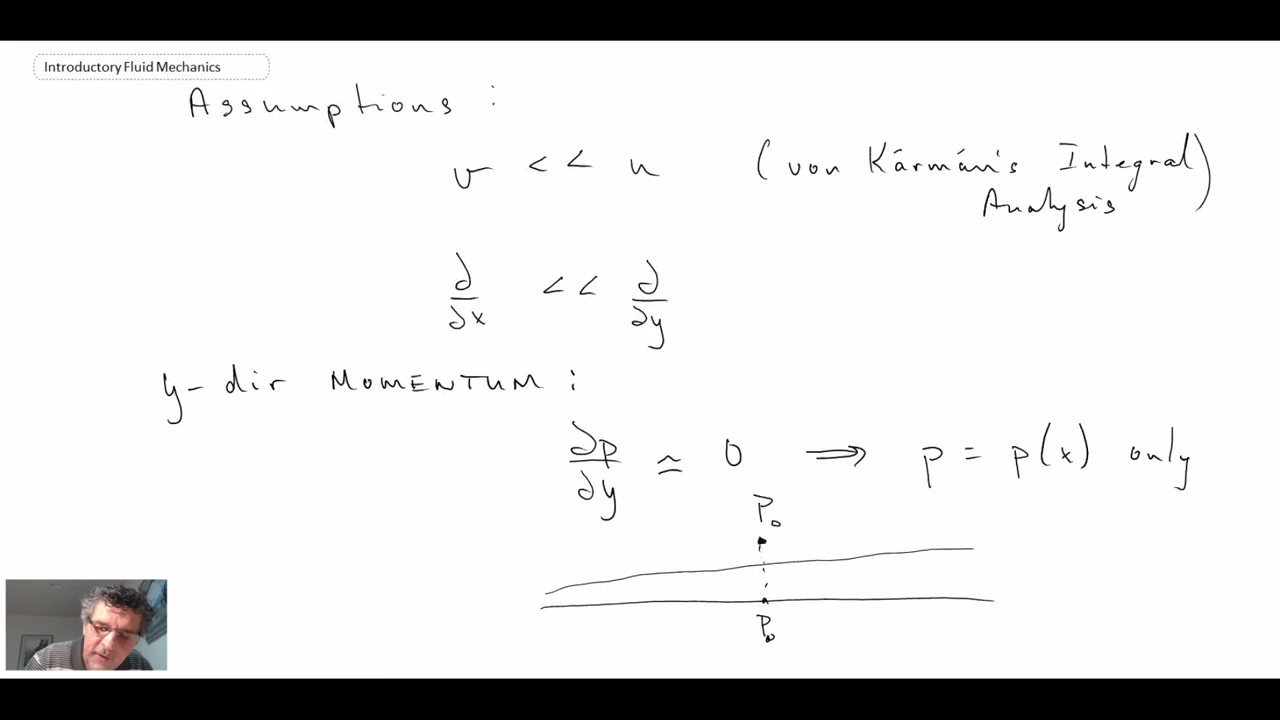 Introductory Fluid Mechanics
Assumptions :
v << u (von Kármán's Integral
Analysis)
∂/∂x << ∂/∂y
y-dir MOMENTUM :
∂p/∂y ≃ 0 ⟹ p = p(x) only
P₀
P₀